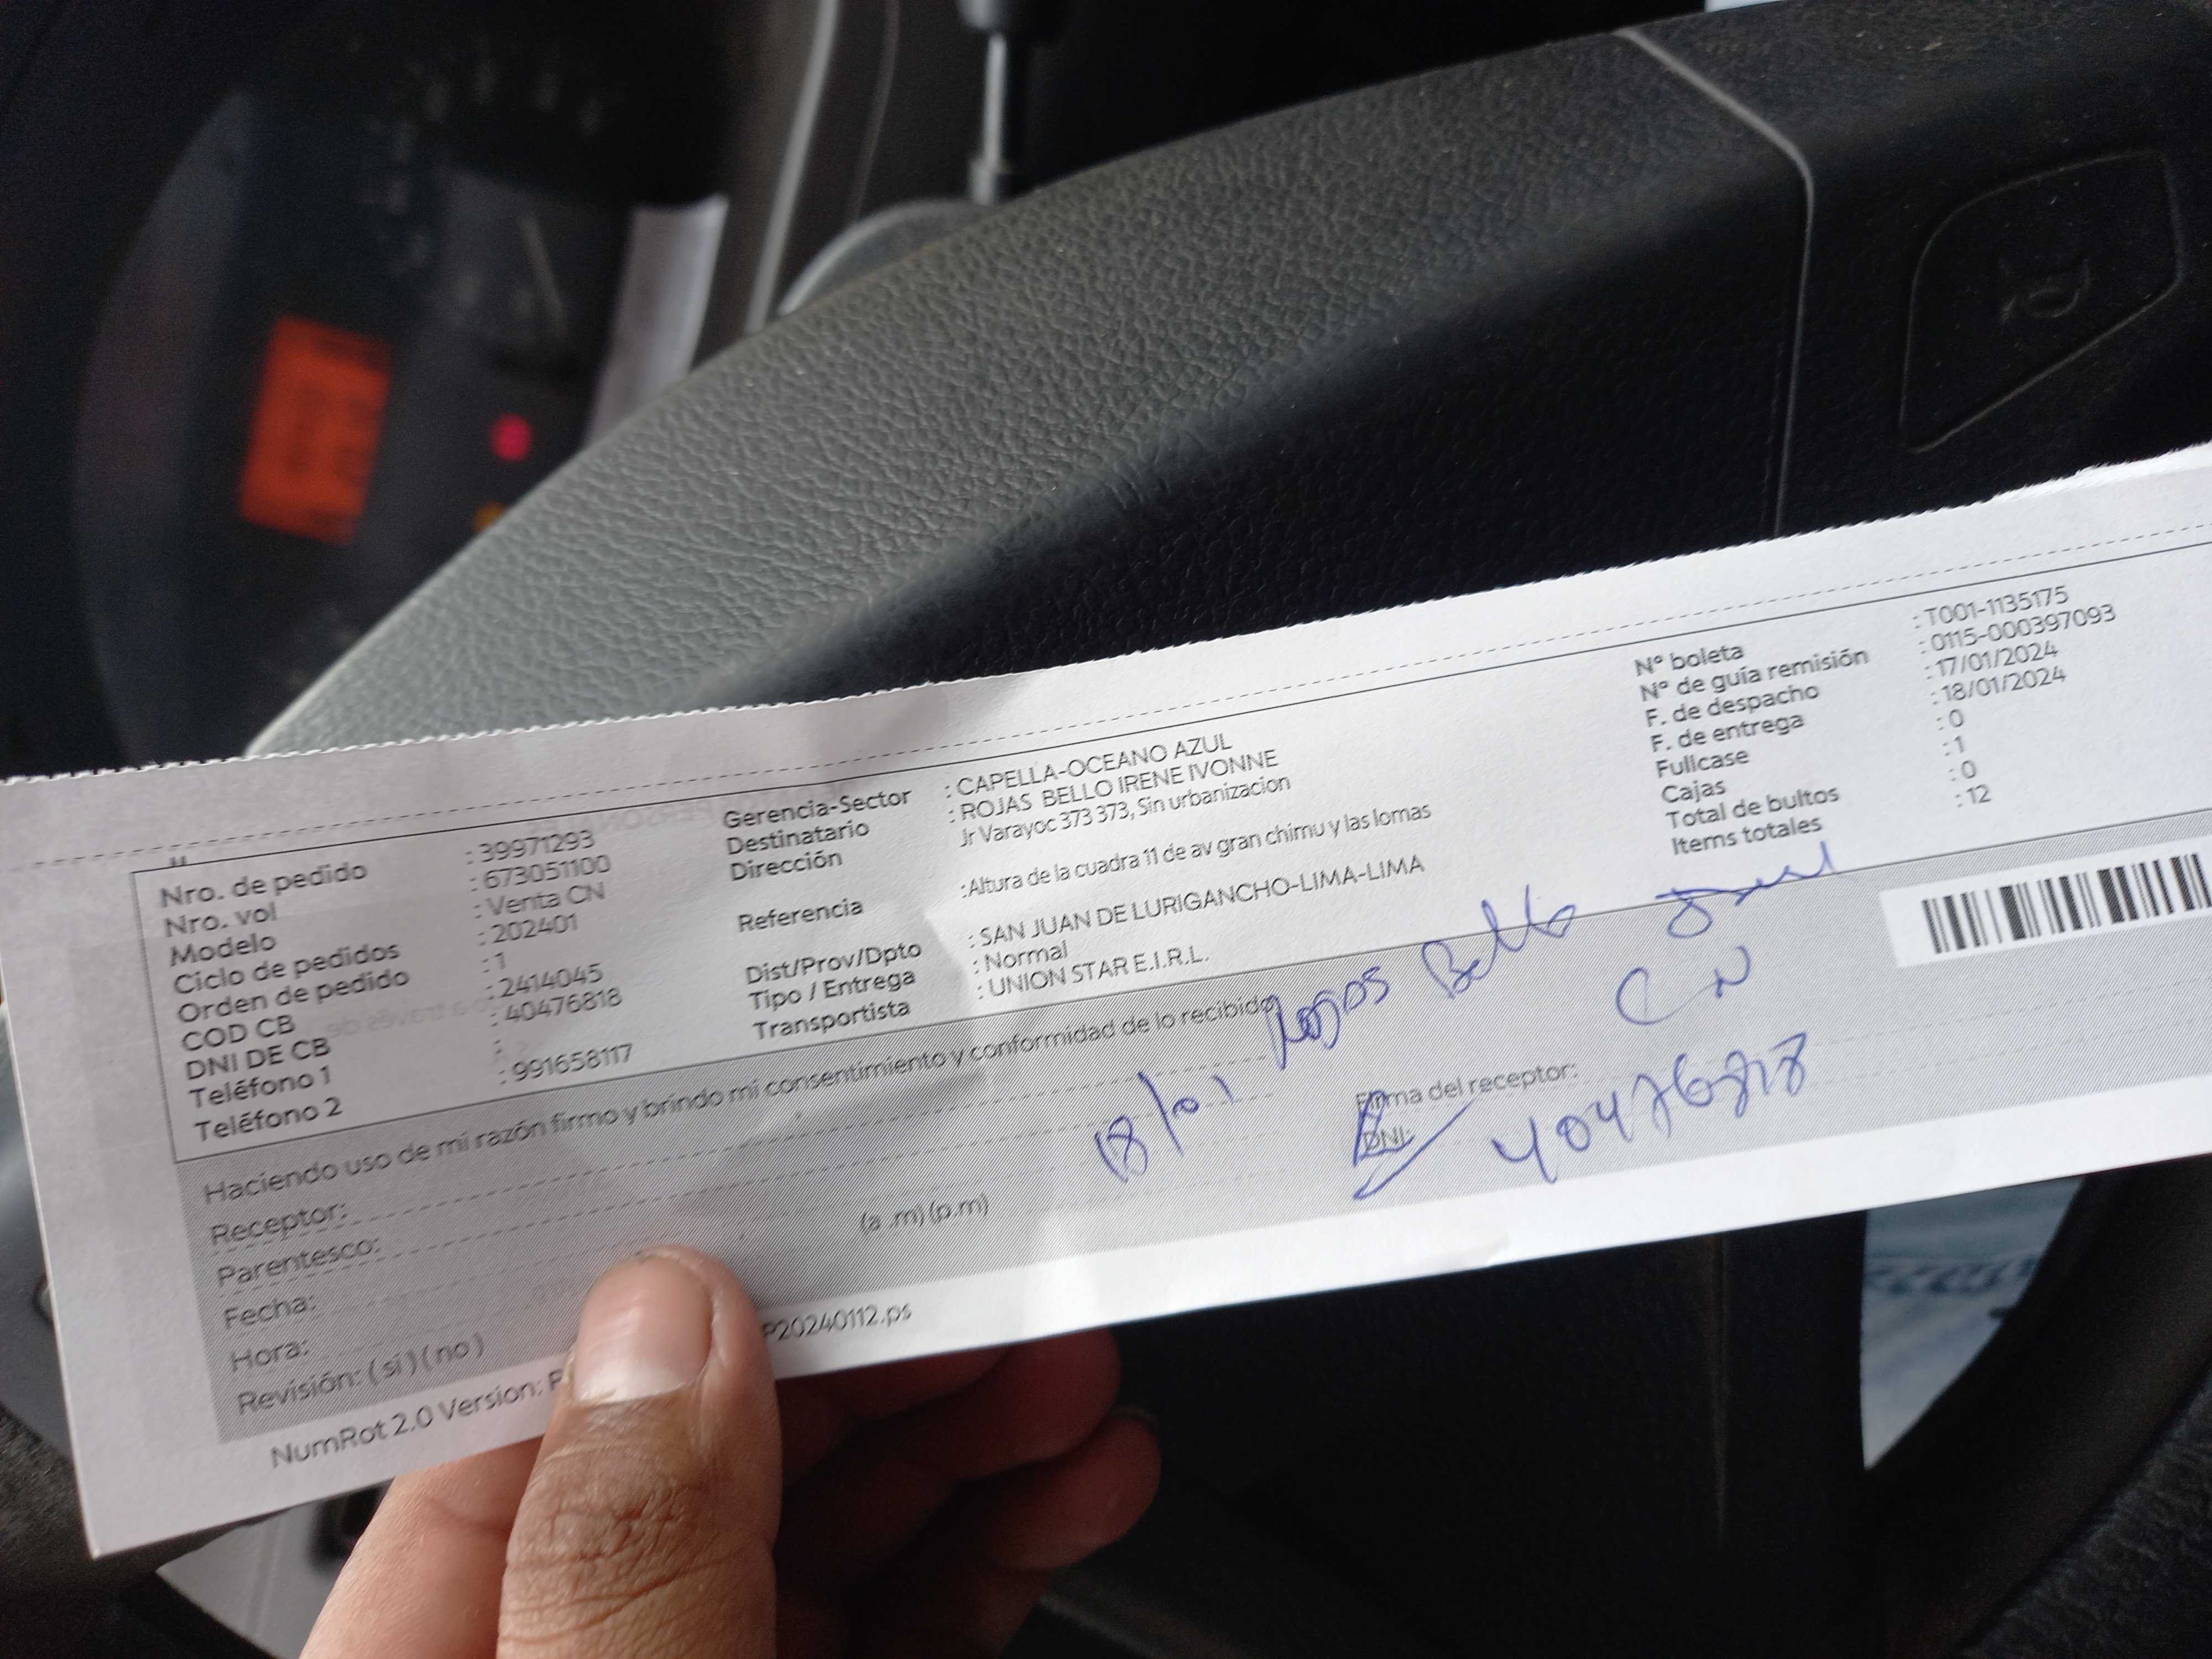 Nro. de pedido : 39971293
Nro. vol : 673051100
Modelo : Venta CN
Ciclo de pedidos : 202401
Orden de pedido : 1
COD CB : 2414045
DNI DE CB : 40476818
Teléfono 1 :
Teléfono 2 : 991658117
Gerencia-Sector : CAPELLA-OCEANO AZUL
Destinatario : ROJAS BELLO IRENE IVONNE
Dirección Jr Varayoc 373 373, Sin urbanizacion
Referencia :Altura de la cuadra 11 de av gran chimu y las lomas
Dist/Prov/Dpto : SAN JUAN DE LURIGANCHO-LIMA-LIMA
Tipo / Entrega : Normal
Transportista : UNION STAR E.I.R.L.
N° boleta : T001-1135175
N° de guía remisión : 0115-000397093
F. de despacho : 17/01/2024
F. de entrega : 18/01/2024
Fullcase : 0
Cajas : 1
Total de bultos : 0
Items totales : 12
Haciendo uso de mi razón firmo y brindo mi consentimiento y conformidad de lo recibido
Rojas Bello
CN
Receptor:
Parentesco:
Fecha:
18/01
Hora: (a .m) (p.m)
Revisión: ( sí ) ( no )
Firma del receptor:
DNI:
40476818
NumRot 2.0 Version: P20240112.ps